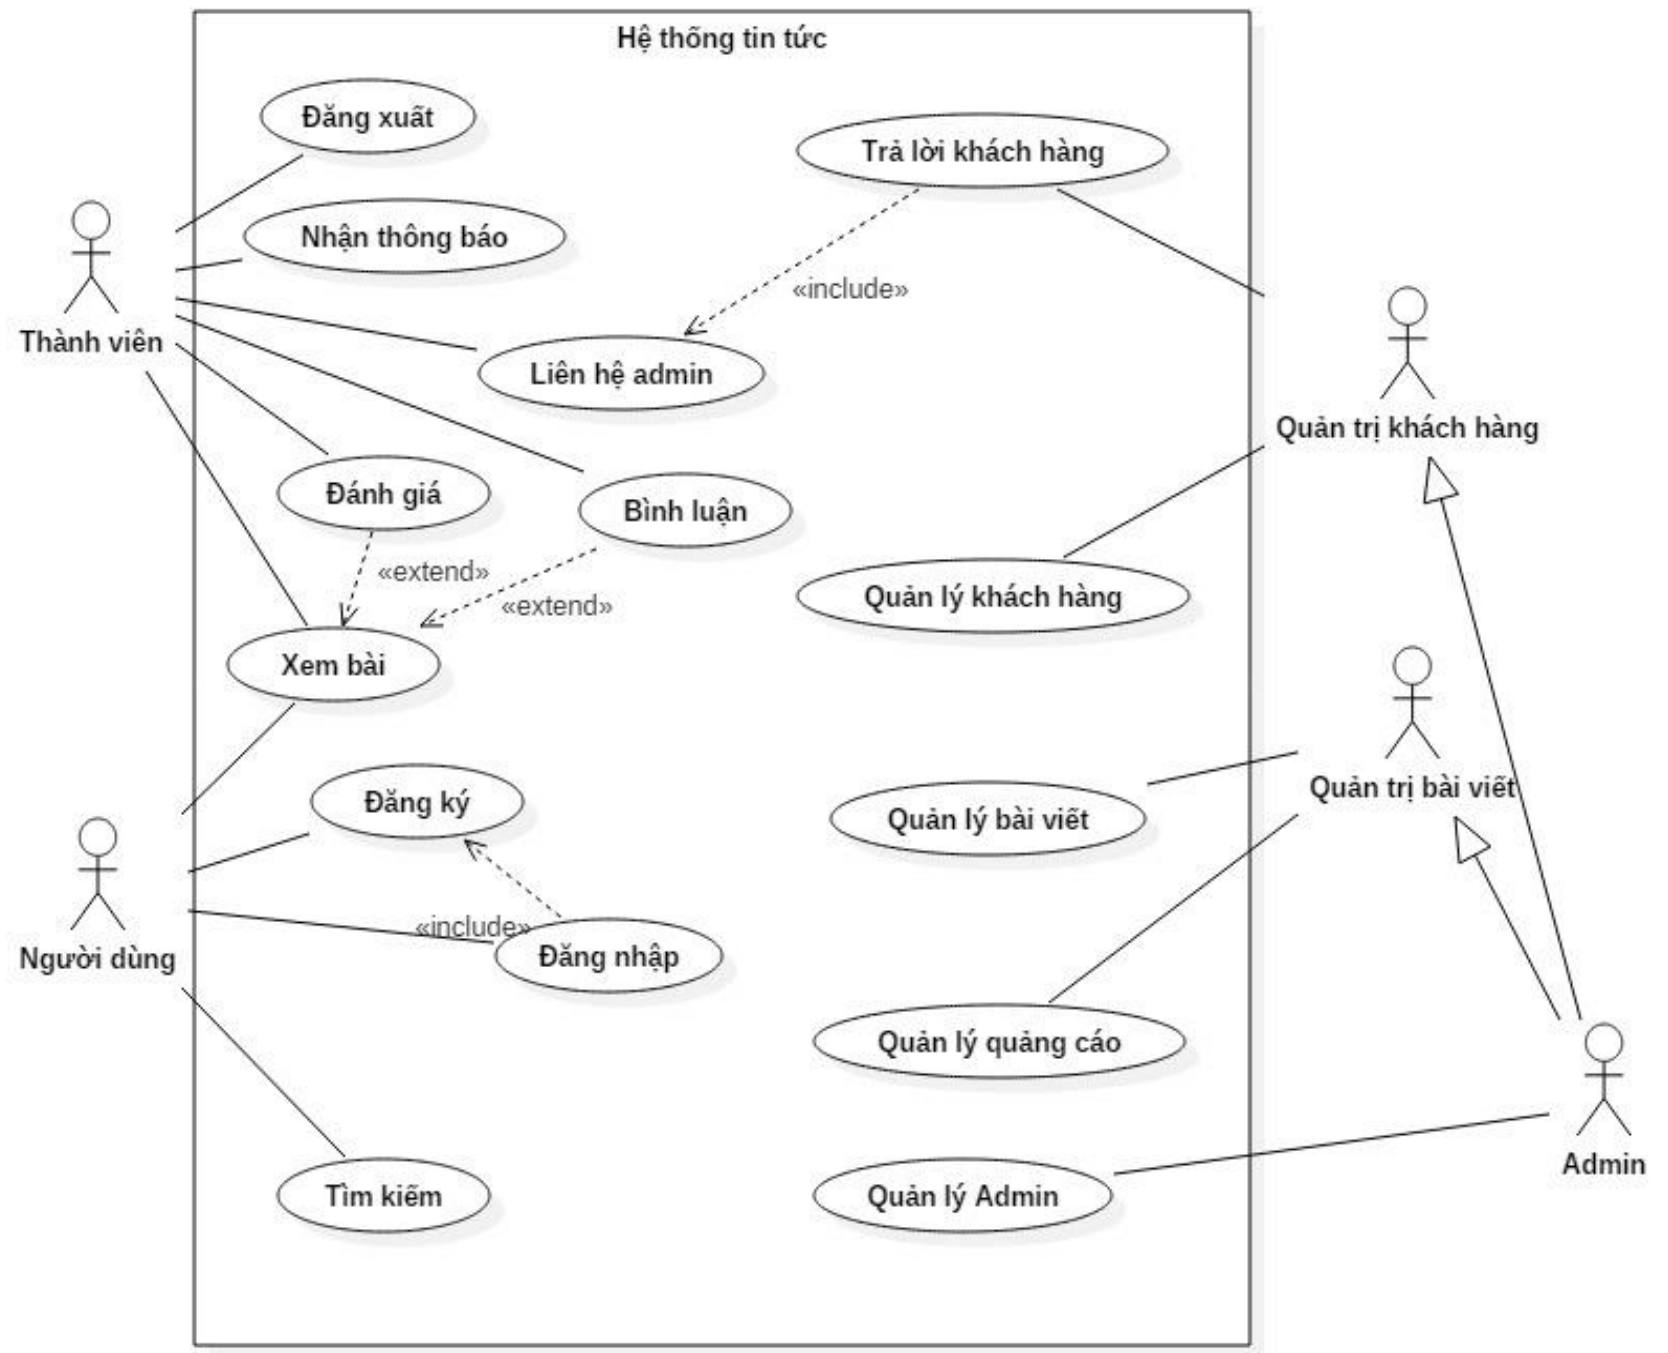 Hệ thống tin tức
Đăng xuất
Trả lời khách hàng
Nhận thông báo
«include»
Thành viên
Liên hệ admin
Quản trị khách hàng
Đánh giá
Bình luận
«extend»
«extend»
Quản lý khách hàng
Xem bài
Quản trị bài viết
Đăng ký
Quản lý bài viết
«include»
Đăng nhập
Người dùng
Quản lý quảng cáo
Admin
Tìm kiếm
Quản lý Admin